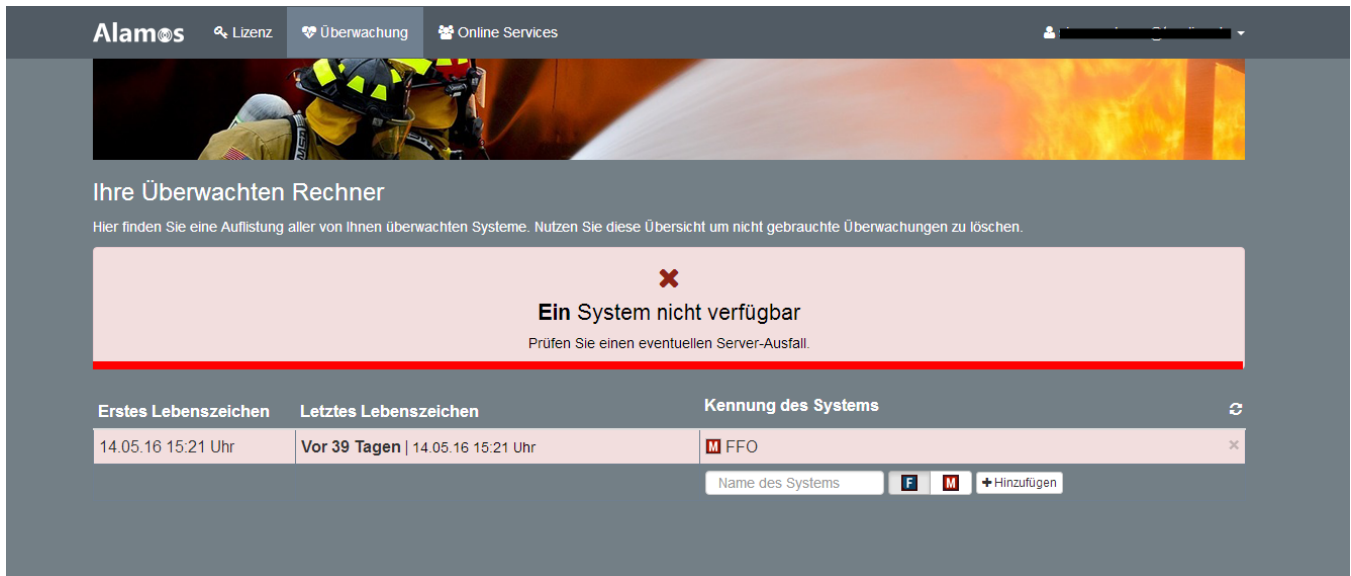 Alamos Lizenz Überwachung Online Services
Ihre Überwachten Rechner
Hier finden Sie eine Auflistung aller von Ihnen überwachten Systeme. Nutzen Sie diese Übersicht um nicht gebrauchte Überwachungen zu löschen.
Ein System nicht verfügbar
Prüfen Sie einen eventuellen Server-Ausfall.
Erstes Lebenszeichen Letztes Lebenszeichen Kennung des Systems
14.05.16 15:21 Uhr Vor 39 Tagen | 14.05.16 15:21 Uhr M FFO
Name des Systems F M +Hinzufügen